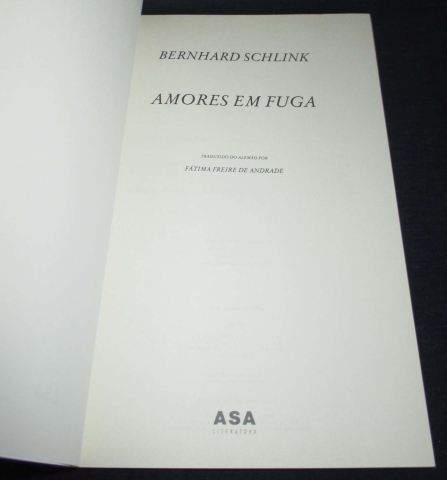 BERNHARD SCHLINK
AMORES EM FUGA
TRADUZIDO DO ALEMÃO POR
FÁTIMA FREIRE DE ANDRADE
ASA
LITERATURA